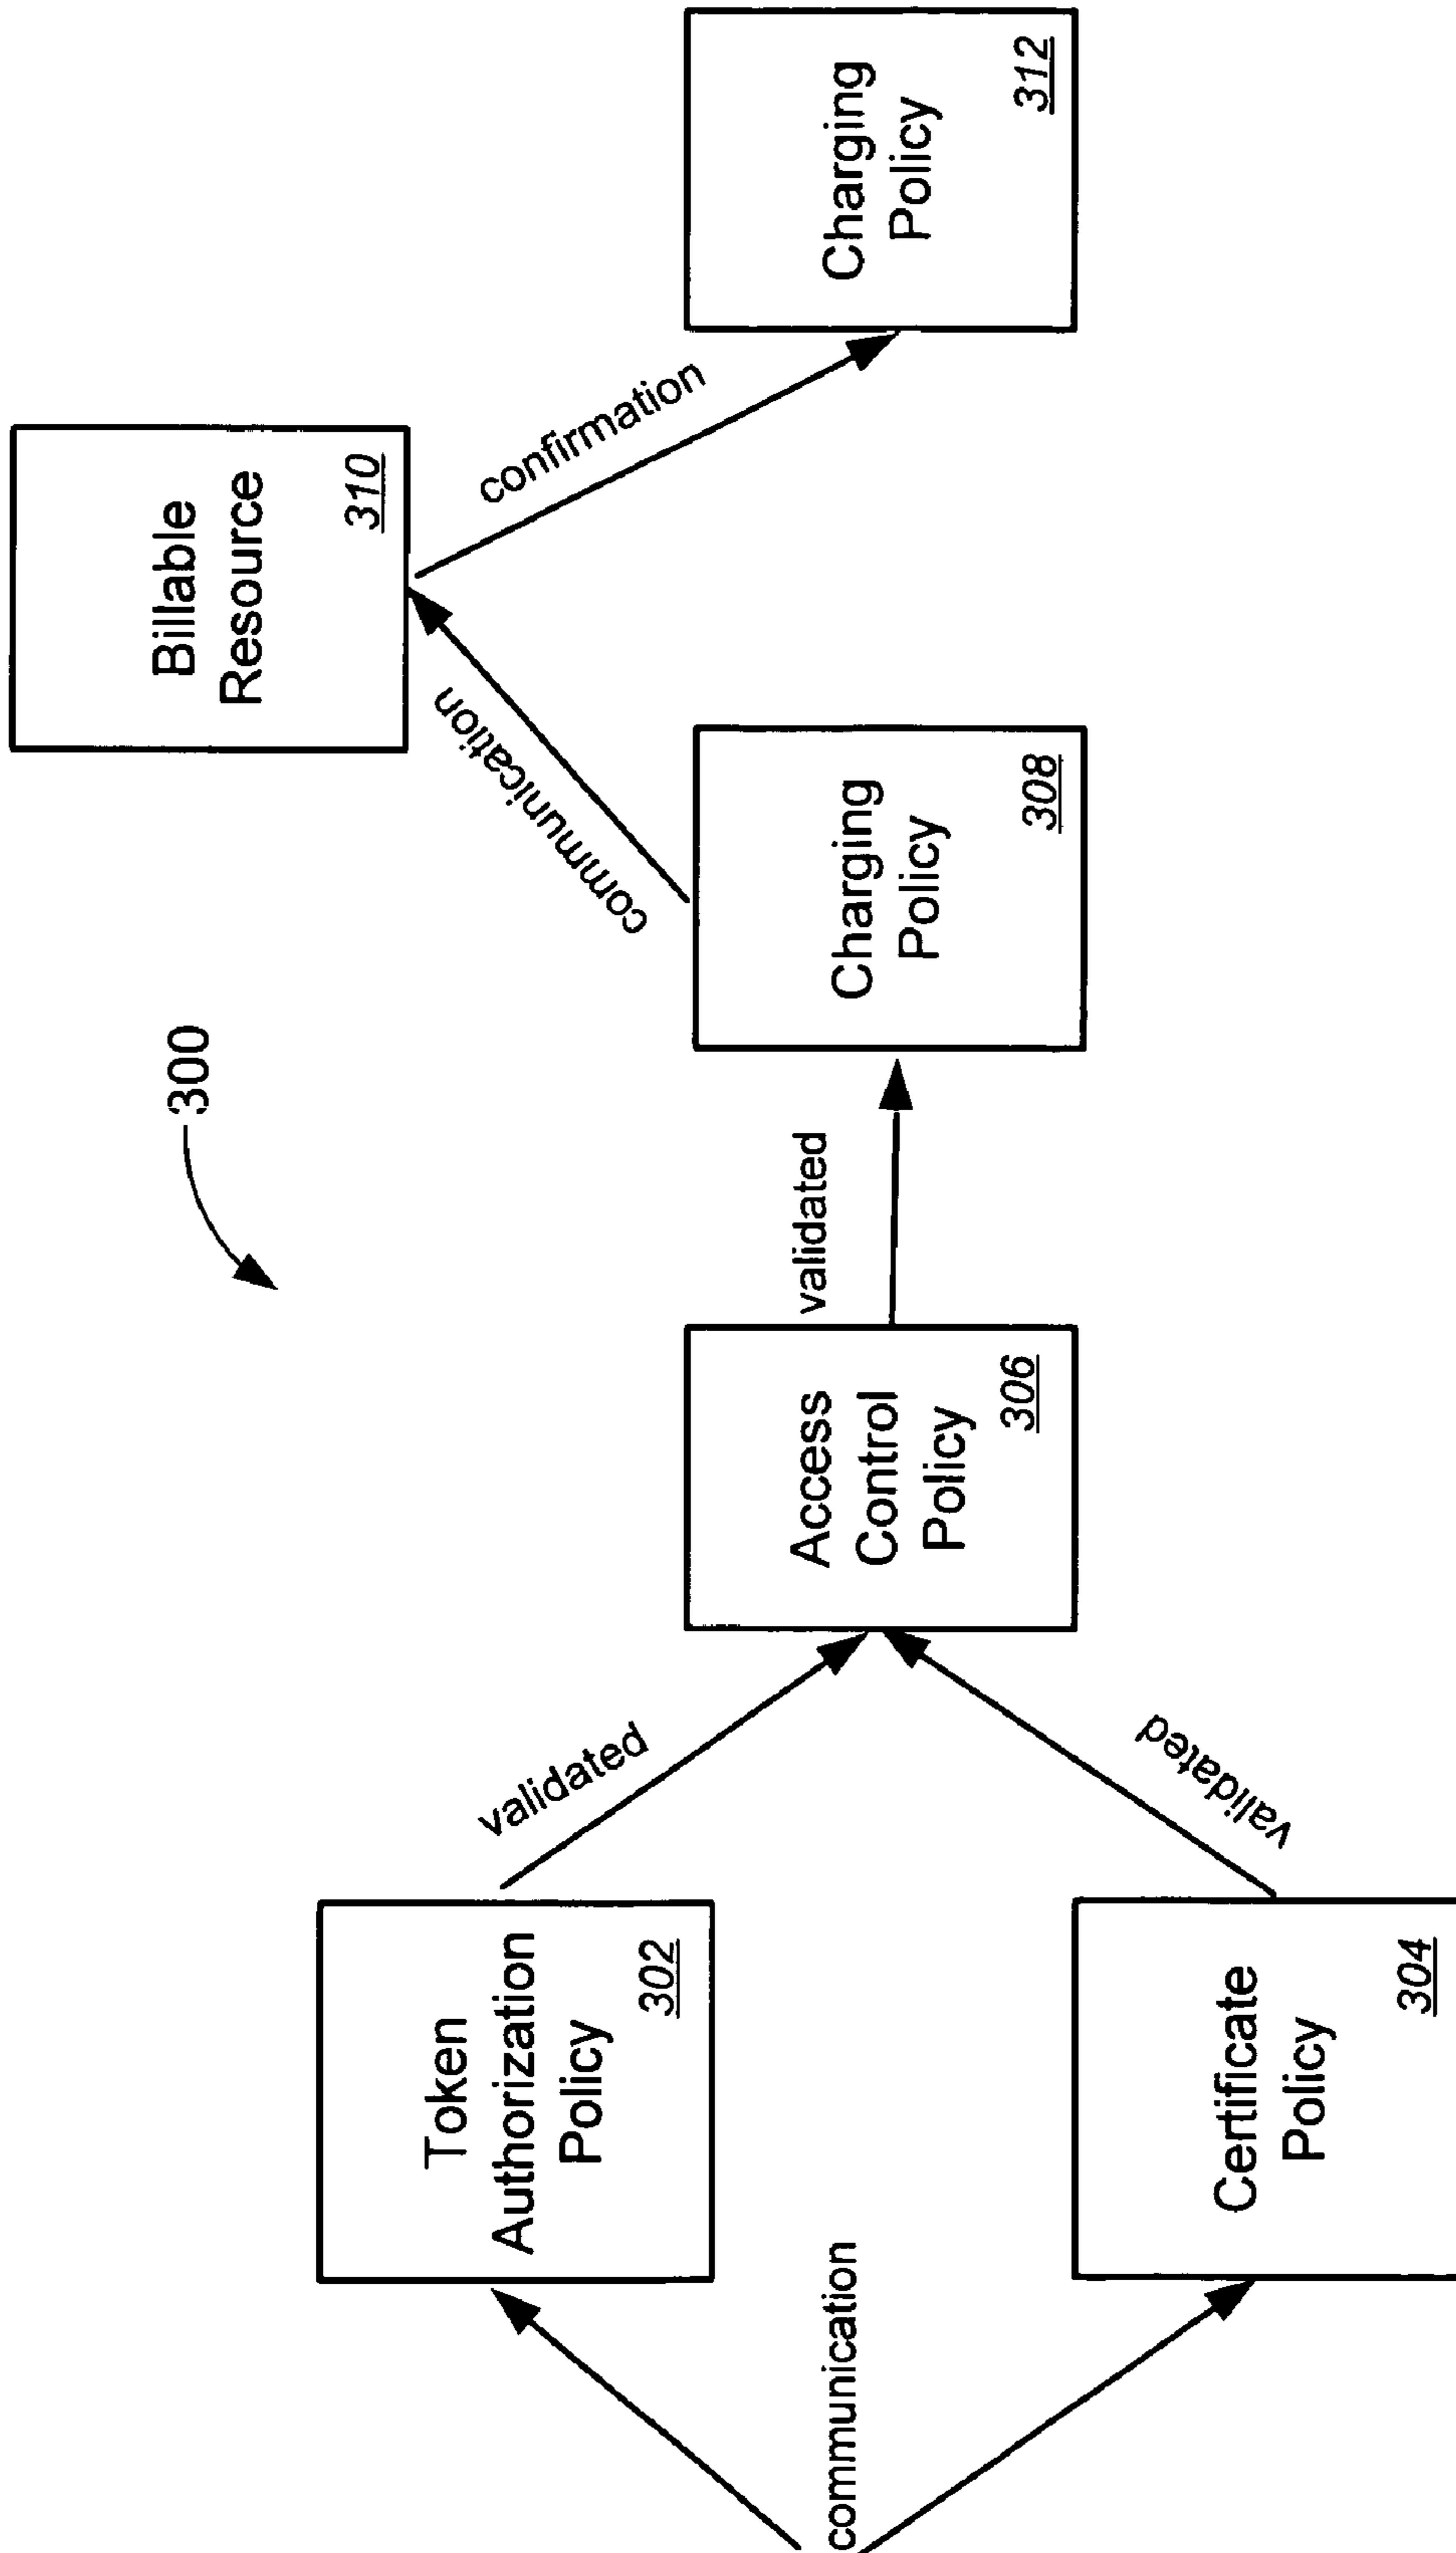 300
communication
Token
Authorization
Policy
302
validated
Certificate
Policy
304
validated
Access
Control
Policy
306
validated
Charging
Policy
308
communication
Billable
Resource
310
confirmation
Charging
Policy
312